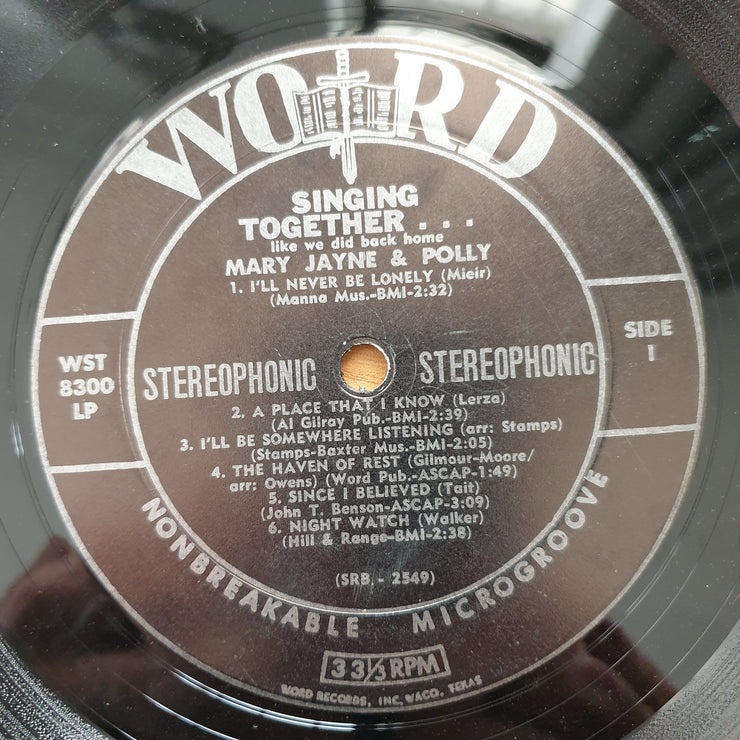 WORD
SINGING
TOGETHER . . .
like we did back home
MARY JAYNE & POLLY
1. I'LL NEVER BE LONELY (Mieir)
(Manna Mus.-BMI-2:32)
WST
8300
LP
SIDE
1
STEREOPHONIC STEREOPHONIC
2. A PLACE THAT I KNOW (Lerza)
(Al Gilray Pub.-BMI-2:39)
3. I'LL BE SOMEWHERE LISTENING (arr: Stamps)
(Stamps-Baxter Mus.-BMI-2:05)
4. THE HAVEN OF REST (Gilmour-Moore/
arr: Owens) (Word Pub.-ASCAP-1:49)
5. SINCE I BELIEVED (Tait)
(John T. Benson-ASCAP-3:09)
6. NIGHT WATCH (Walker)
(Hill & Range-BMI-2:38)
(SRB - 2549)
NONBREAKABLE MICROGROOVE
33⅓ RPM
WORD RECORDS, INC. WACO, TEXAS